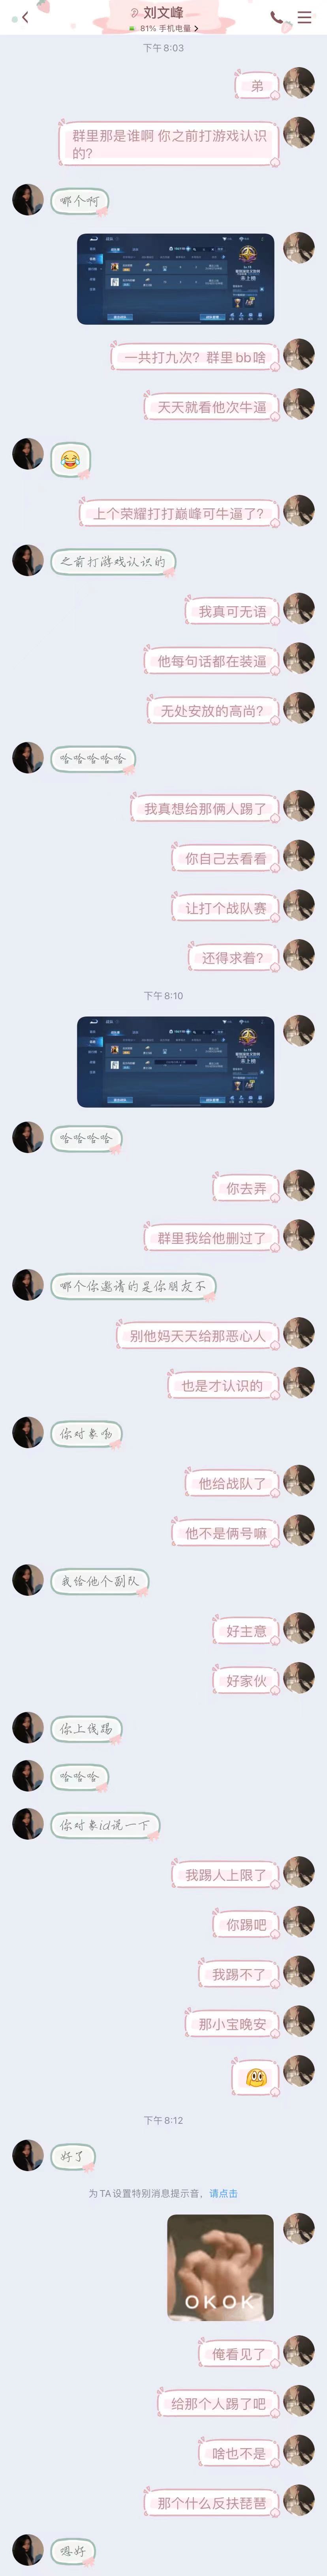 刘文峰
81% 手机电量
下午8:03
弟
群里那是谁啊 你之前打游戏认识
的?
哪个啊
一共打九次? 群里bb啥
天天就看他次牛逼
上个荣耀打打巅峰可牛逼了?
之前打游戏认识的
我真可无语
他每句话都在装逼
无处安放的高尚?
哈哈哈哈哈
我真想给那俩人踢了
你自己去看看
让打个战队赛
还得求着?
下午8:10
哈哈哈哈
你去弄
群里我给他删过了
哪个你邀请的是你朋友不
别他妈天天给那恶心人
也是才认识的
你对象呐
他给战队了
他不是俩号嘛
我给他个副队
好主意
好家伙
你上线踢
哈哈哈
你对象id说一下
我踢人上限了
你踢吧
我踢不了
那小宝晚安
下午8:12
好了
为TA设置特别消息提示音，请点击
OKOK
俺看见了
给那个人踢了吧
啥也不是
那个什么反扶琵琶
嗯好